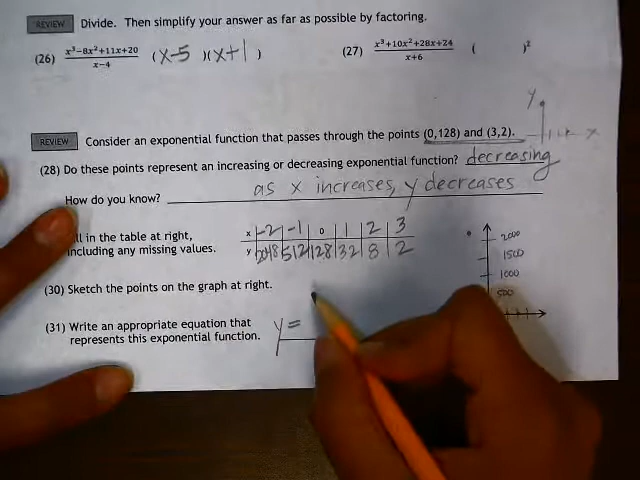 REVIEW Divide. Then simplify your answer as far as possible by factoring.
(26) x³−8x²+11x+20 / x−4 (x−5)(x+1)
(27) x³+10x²+28x+24 / x+6 ( )²
y
x
REVIEW Consider an exponential function that passes through the points (0,128) and (3,2).
(28) Do these points represent an increasing or decreasing exponential function? decreasing
How do you know? as x increases, y decreases
ll in the table at right,
including any missing values.
x -2 -1 0 1 2 3
y 2048 512 128 32 8 2
2000
1500
1000
500
(30) Sketch the points on the graph at right.
(31) Write an appropriate equation that
represents this exponential function.
y =